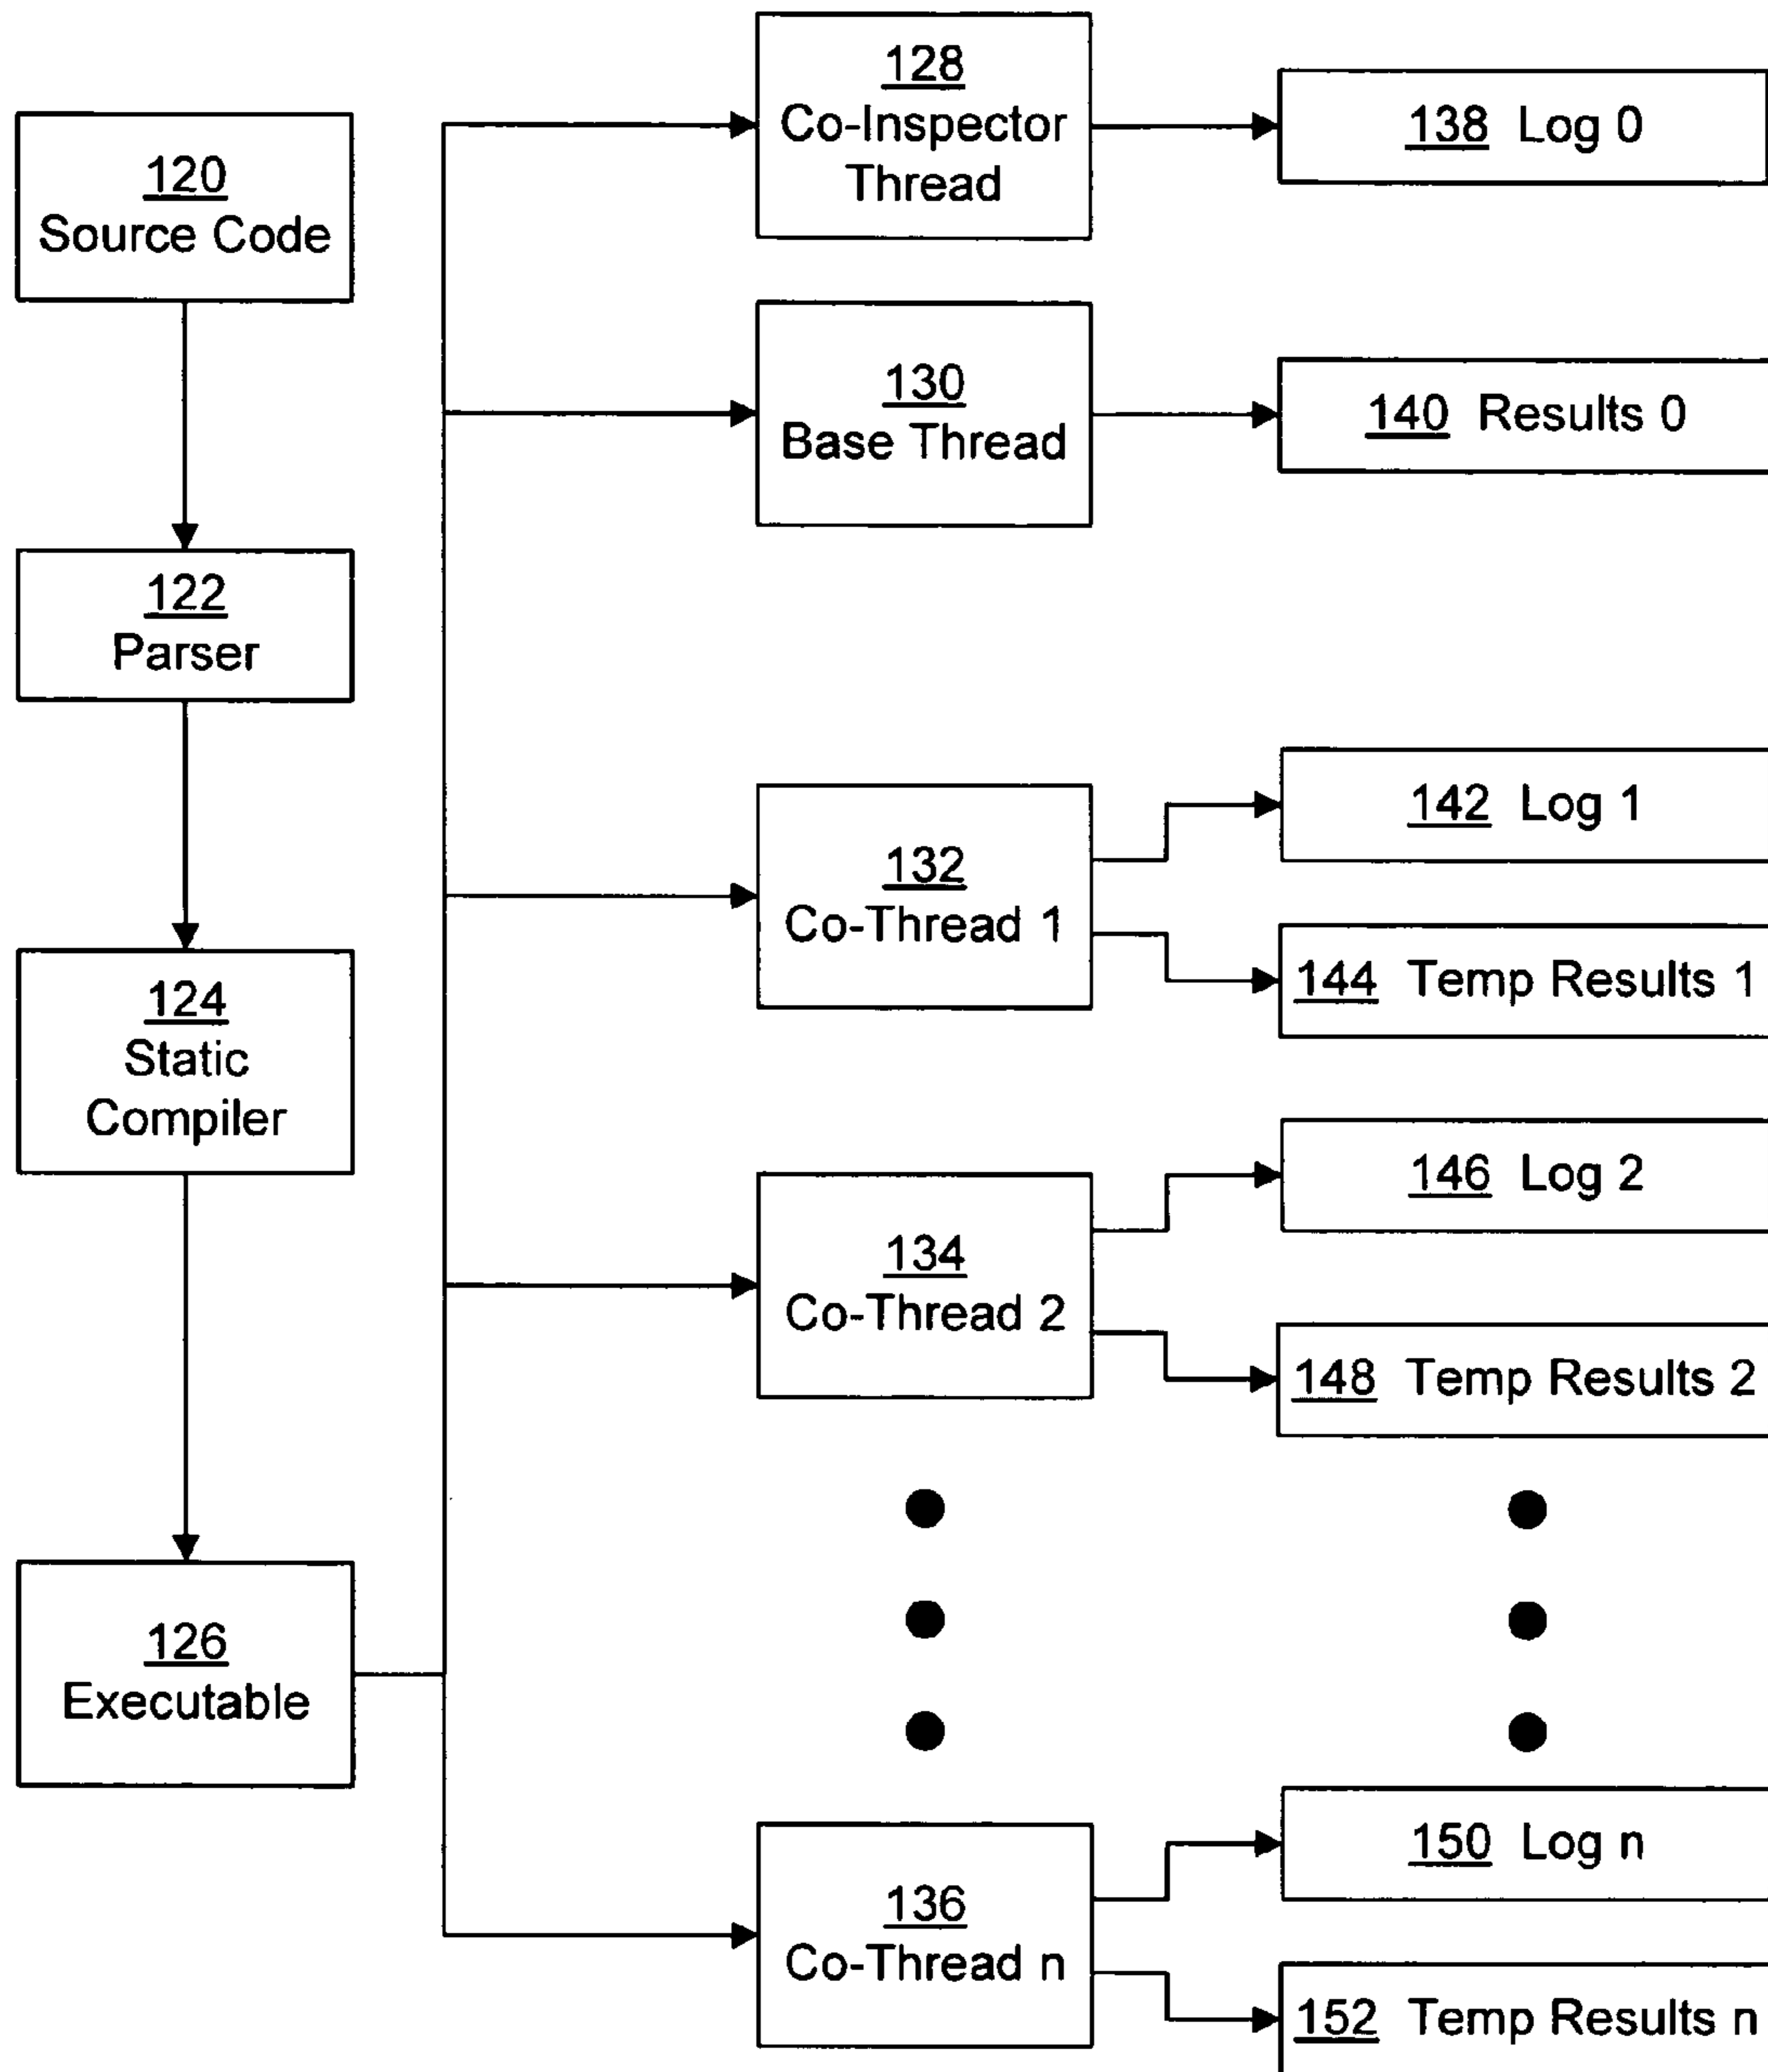 120
Source Code
122
Parser
124
Static
Compiler
126
Executable
128
Co-Inspector
Thread
130
Base Thread
132
Co-Thread 1
134
Co-Thread 2
136
Co-Thread n
138 Log 0
140 Results 0
142 Log 1
144 Temp Results 1
146 Log 2
148 Temp Results 2
150 Log n
152 Temp Results n